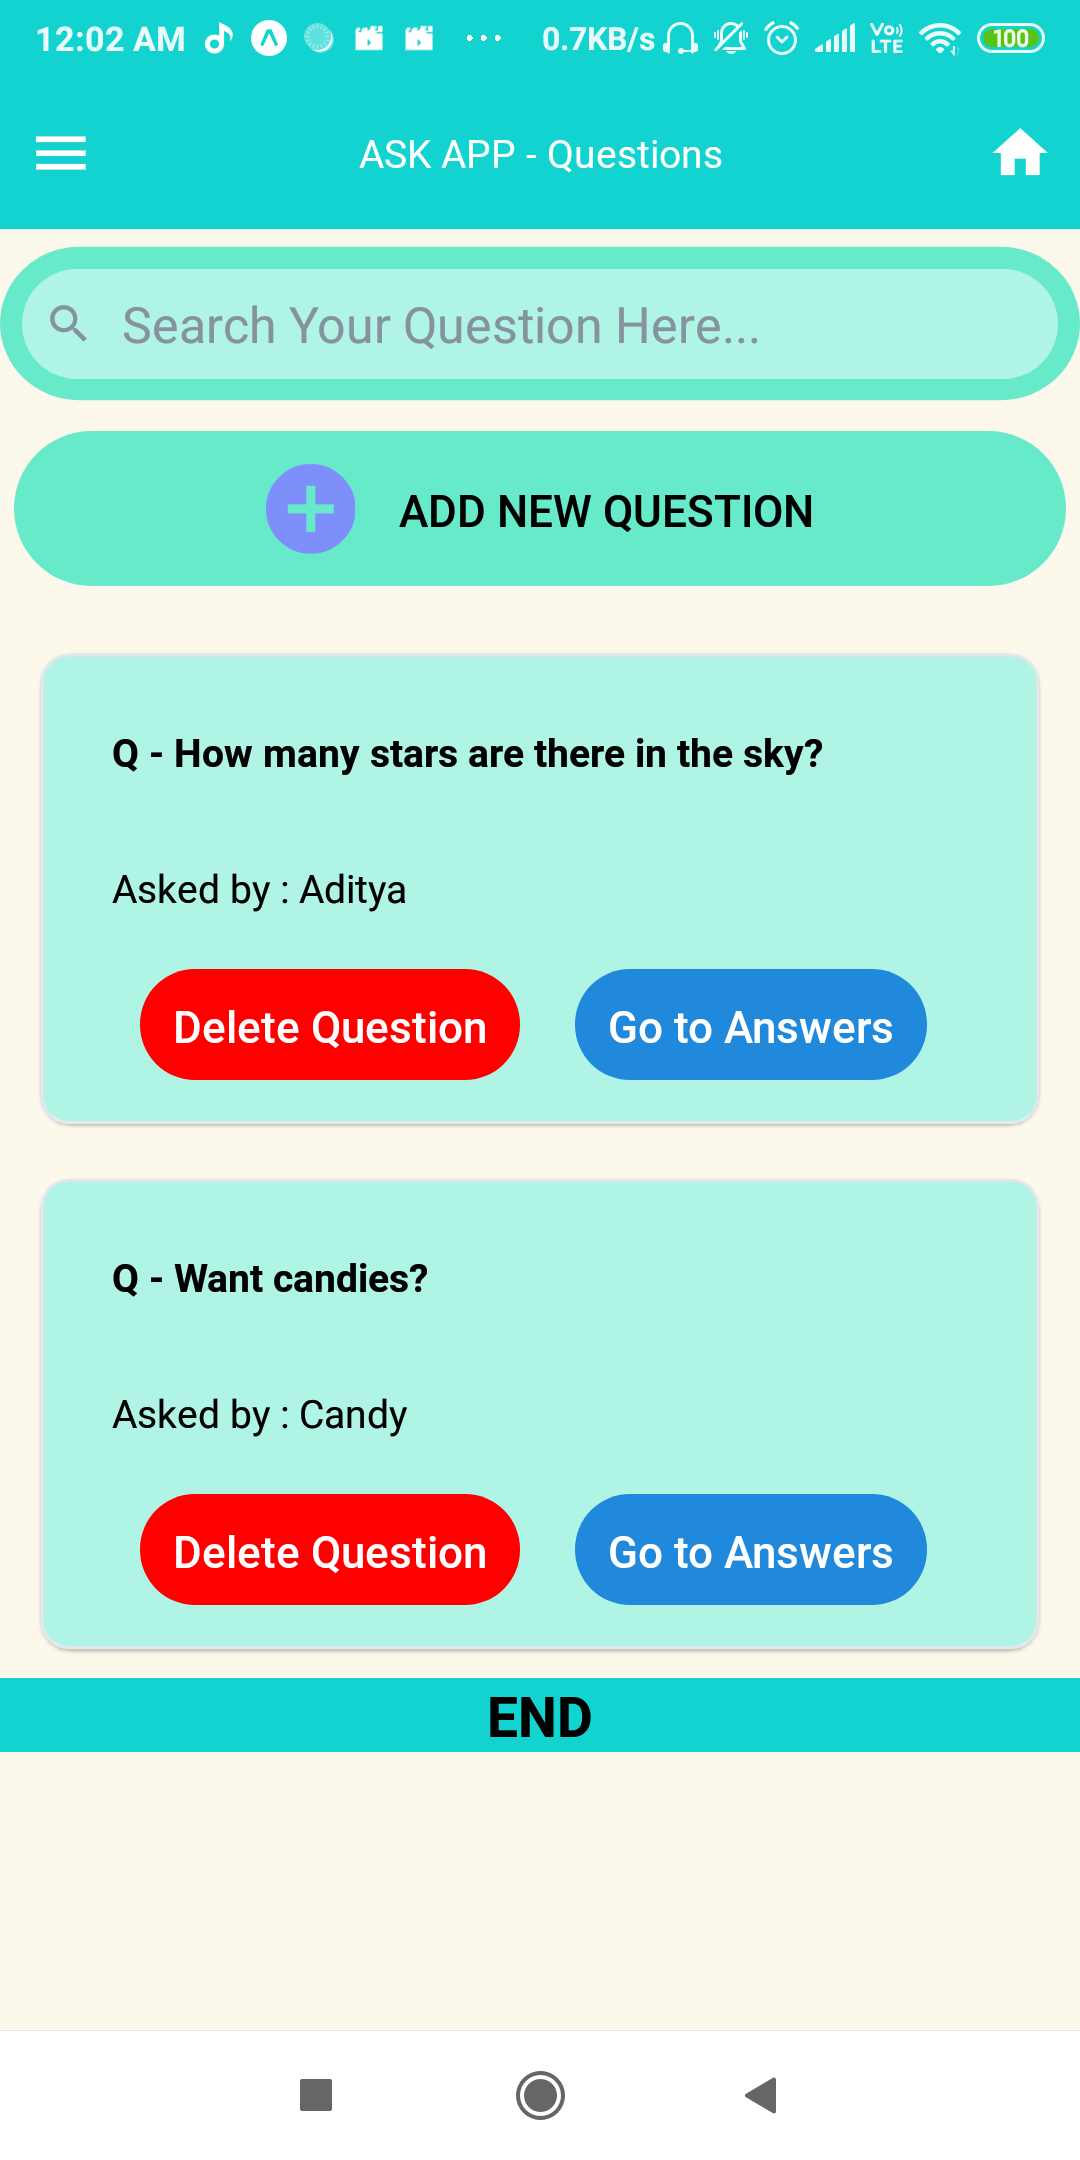 12:02 AM 0.7KB/s Vo)) LTE 100
ASK APP - Questions
Search Your Question Here...
ADD NEW QUESTION
Q - How many stars are there in the sky?
Asked by : Aditya
Delete Question Go to Answers
Q - Want candies?
Asked by : Candy
Delete Question Go to Answers
END